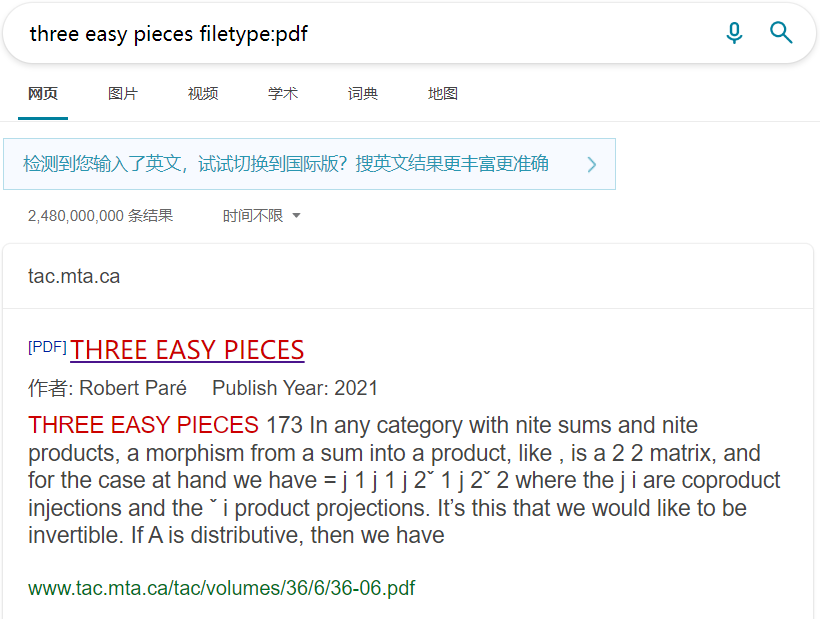 three easy pieces filetype:pdf
网页 图片 视频 学术 词典 地图
检测到您输入了英文，试试切换到国际版？搜英文结果更丰富更准确
2,480,000,000 条结果 时间不限
tac.mta.ca
[PDF] THREE EASY PIECES
作者: Robert Paré Publish Year: 2021
THREE EASY PIECES 173 In any category with nite sums and nite
products, a morphism from a sum into a product, like , is a 2 2 matrix, and
for the case at hand we have = j 1 j 1 j 2ˇ 1 j 2ˇ 2 where the j i are coproduct
injections and the ˇ i product projections. It’s this that we would like to be
invertible. If A is distributive, then we have
www.tac.mta.ca/tac/volumes/36/6/36-06.pdf